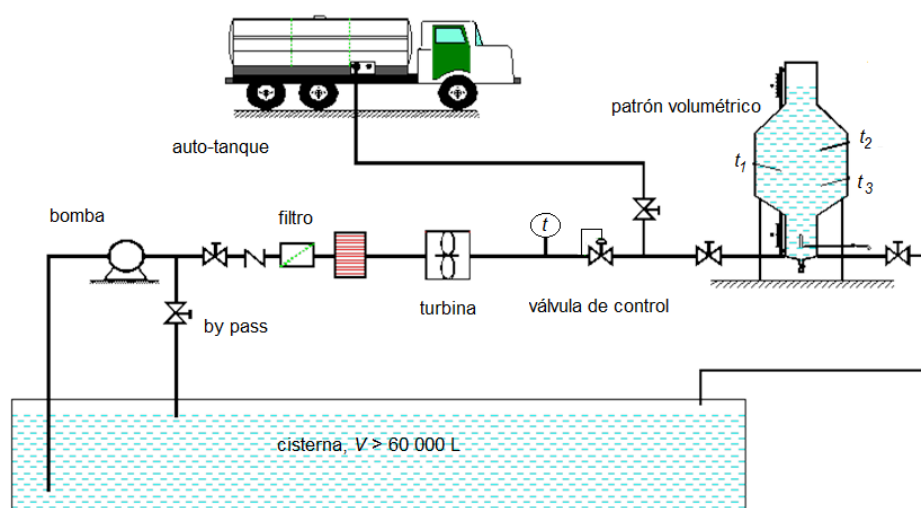 patrón volumétrico
auto-tanque
t1
t2
t3
bomba
filtro
t
turbina
válvula de control
by pass
cisterna, V > 60 000 L